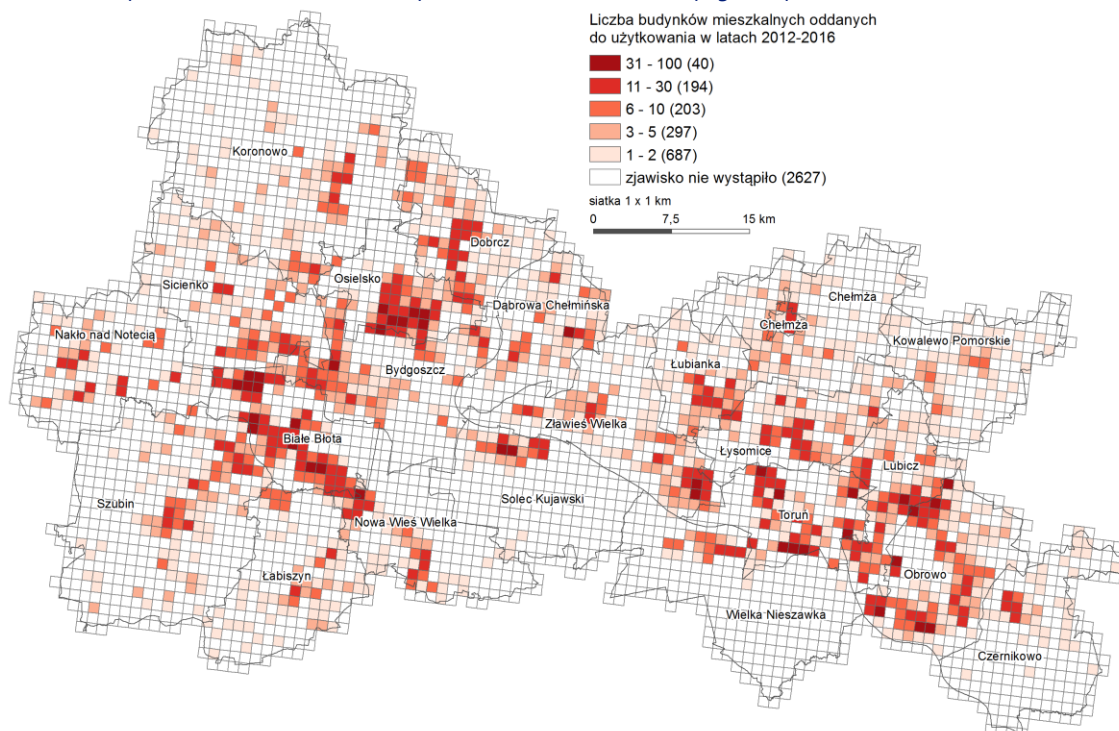 Liczba budynków mieszkalnych oddanych
do użytkowania w latach 2012-2016
31 - 100 (40)
11 - 30 (194)
6 - 10 (203)
3 - 5 (297)
1 - 2 (687)
zjawisko nie wystąpiło (2627)
siatka 1 x 1 km
0 7,5 15 km
Koronowo
Dobrcz
Osielsko
Sicienko
Dąbrowa Chełmińska
Chełmża
Chełmża
Nakło nad Notecią
Kowalewo Pomorskie
Łubianka
Bydgoszcz
Zławieś Wielka
Białe Błota
Łysomice
Lubicz
Solec Kujawski
Szubin
Toruń
Nowa Wieś Wielka
Łabiszyn
Obrowo
Wielka Nieszawka
Czernikowo